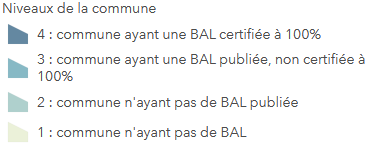 Niveaux de la commune
4 : commune ayant une BAL certifiée à 100%
3 : commune ayant une BAL publiée, non certifiée à
100%
2 : commune n'ayant pas de BAL publiée
1 : commune n'ayant pas de BAL